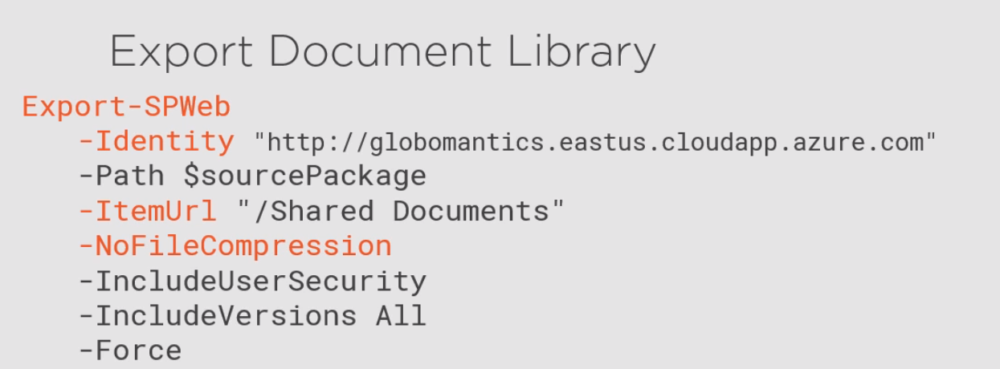 Export Document Library
Export-SPWeb
-Identity "http://globomantics.eastus.cloudapp.azure.com"
-Path $sourcePackage
-ItemUrl "/Shared Documents"
-NoFileCompression
-IncludeUserSecurity
-IncludeVersions All
-Force